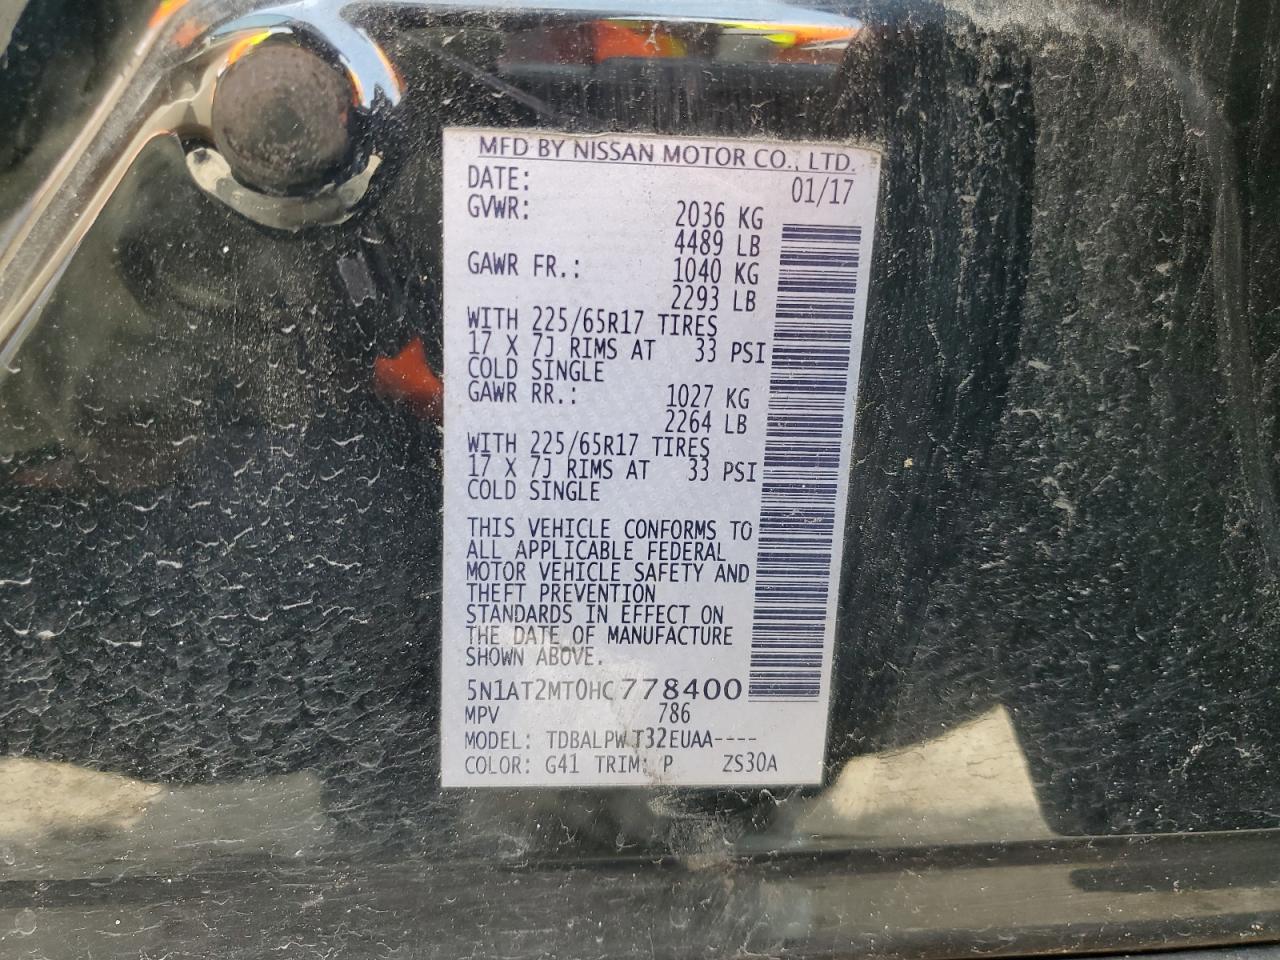 MFD BY NISSAN MOTOR CO., LTD.
DATE: 01/17
GVWR: 2036 KG
4489 LB
GAWR FR.: 1040 KG
2293 LB
WITH 225/65R17 TIRES
17 X 7J RIMS AT 33 PSI
COLD SINGLE
GAWR RR.: 1027 KG
2264 LB
WITH 225/65R17 TIRES
17 X 7J RIMS AT 33 PSI
COLD SINGLE
THIS VEHICLE CONFORMS TO
ALL APPLICABLE FEDERAL
MOTOR VEHICLE SAFETY AND
THEFT PREVENTION
STANDARDS IN EFFECT ON
THE DATE OF MANUFACTURE
SHOWN ABOVE.
5N1AT2MT0HC778400
MPV 786
MODEL: TDBALPW T32EUAA----
COLOR: G41 TRIM: P ZS30A